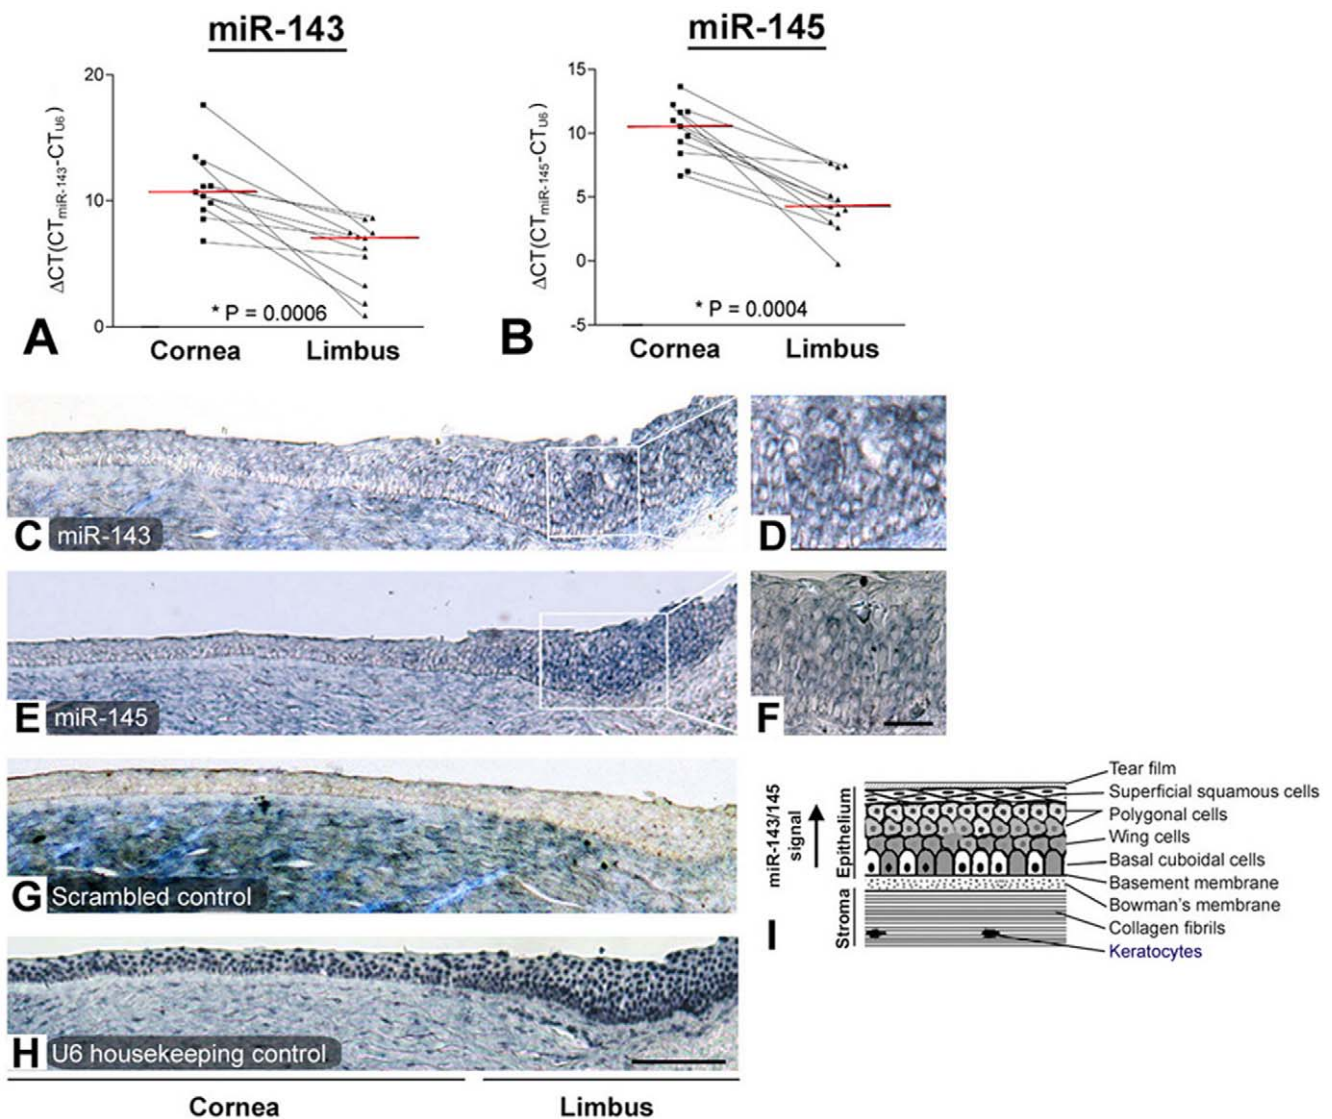 miR-143
miR-145
ΔCT(CTmiR-143-CTU6)
20
10
0
* P = 0.0006
A
Cornea
Limbus
ΔCT(CTmiR-145-CTU6)
15
10
5
0
-5
* P = 0.0004
B
Cornea
Limbus
C miR-143
D
E miR-145
F
G Scrambled control
H U6 housekeeping control
Cornea
Limbus
miR-143/145
signal
Epithelium
Stroma
I
Tear film
Superficial squamous cells
Polygonal cells
Wing cells
Basal cuboidal cells
Basement membrane
Bowman's membrane
Collagen fibrils
Keratocytes